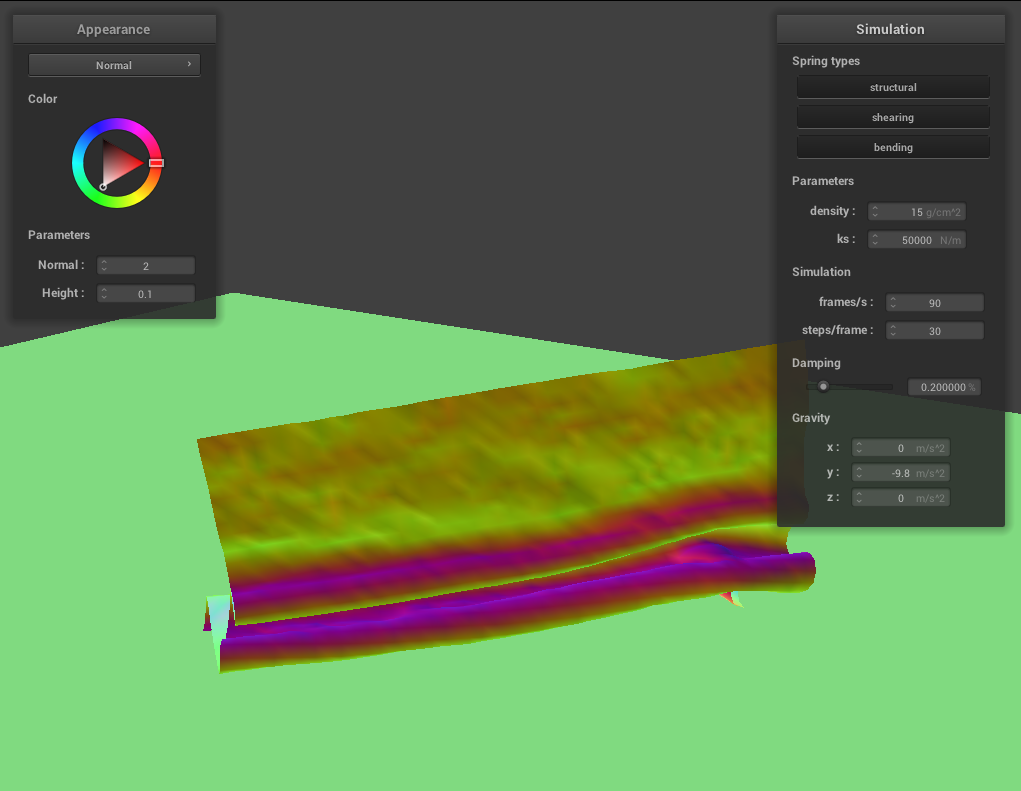 Appearance
Normal
Color
Parameters
Normal : 2
Height : 0.1
Simulation
Spring types
structural
shearing
bending
Parameters
density : 15 g/cm^2
ks : 50000 N/m
Simulation
frames/s : 90
steps/frame : 30
Damping
0.200000 %
Gravity
x : 0 m/s^2
y : -9.8 m/s^2
z : 0 m/s^2